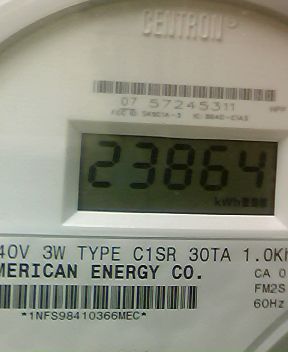 CENTRON®
07 57245311
23864
kWh
40V 3W TYPE C1SR 30TA 1.0Kh
MERICAN ENERGY CO.
CA 0
FM2S
60Hz
*1NFS98410366MEC*